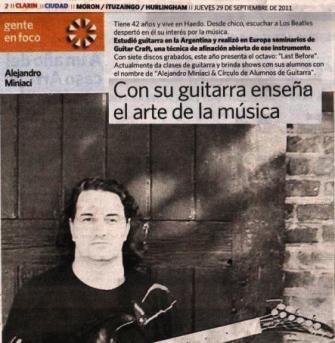 2 // CLARIN // CIUDAD // MORON / ITUZAINGO / HURLINGHAM // JUEVES 29 DE SEPTIEMBRE DE 2011
gente
en foco
Alejandro
Miniaci
Tiene 42 años y vive en Haedo. Desde chico, escuchar a Los Beatles
despertó en él su interés por la música.
Estudió guitarra en la Argentina y realizó en Europa seminarios de
Guitar Craft, una técnica de afinación abierta de ese instrumento.
Con siete discos grabados, este año presenta el octavo: "Last Before".
Actualmente da clases de guitarra y brinda shows con sus alumnos con
el nombre de "Alejandro Miniaci & Círculo de Alumnos de Guitarra".
Con su guitarra enseña
el arte de la música